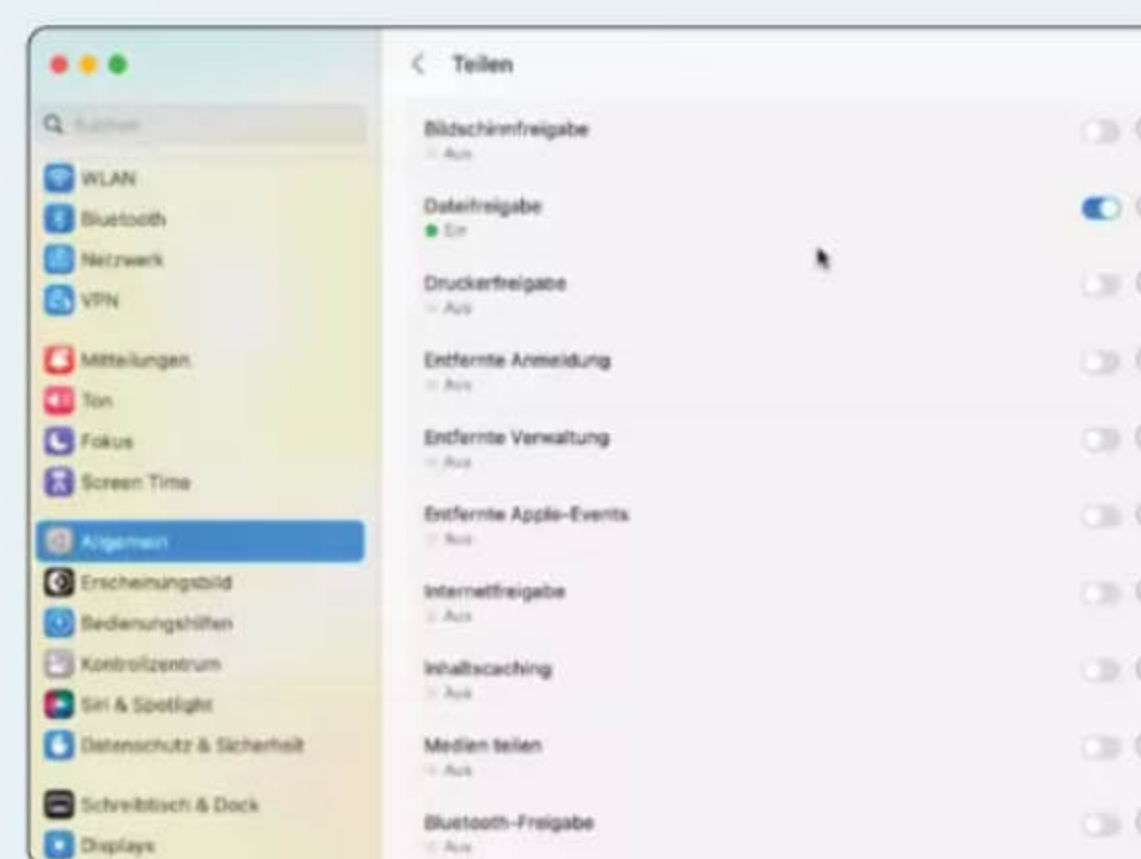 Teilen
Suchen
WLAN
Bluetooth
Netzwerk
VPN
Mitteilungen
Ton
Fokus
Screen Time
Allgemein
Erscheinungsbild
Bedienungshilfen
Kontrollzentrum
Siri & Spotlight
Datenschutz & Sicherheit
Schreibtisch & Dock
Displays
Bildschirmfreigabe
Aus
Dateifreigabe
Ein
Druckerfreigabe
Aus
Entfernte Anmeldung
Aus
Entfernte Verwaltung
Aus
Entfernte Apple-Events
Aus
Internetfreigabe
Aus
Inhaltscaching
Aus
Medien teilen
Aus
Bluetooth-Freigabe
Aus